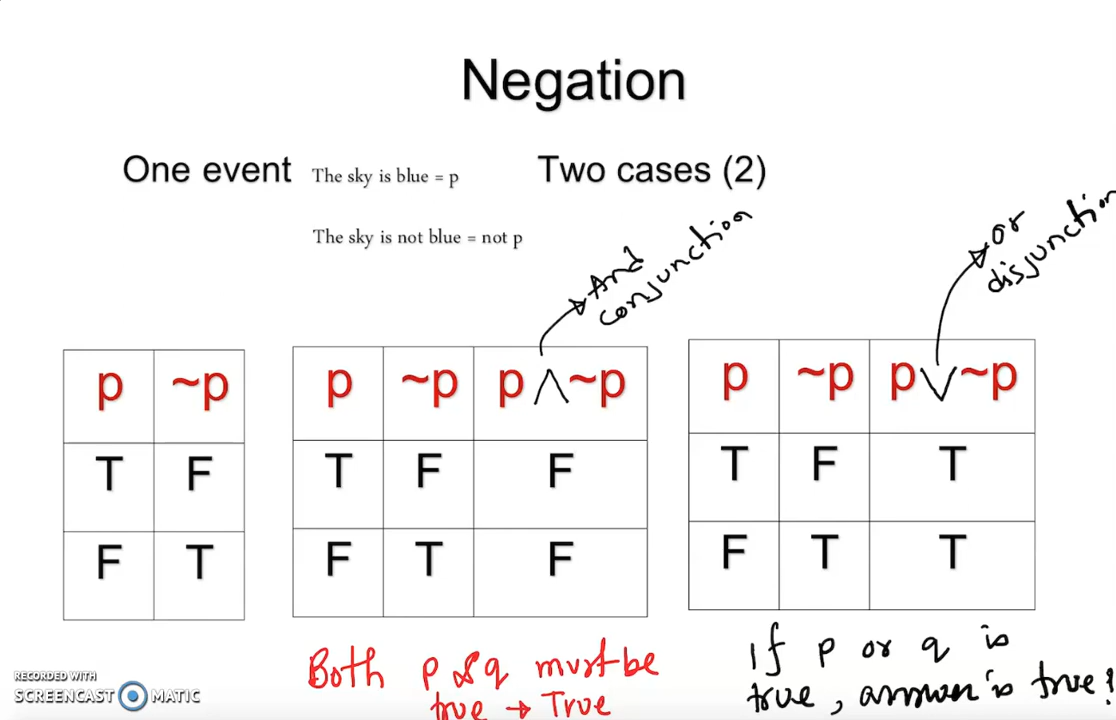 Negation
One event The sky is blue = p Two cases (2)
The sky is not blue = not p
And
conjunction
or
disjunction
p ~p
T F
F T
p ~p p ∧ ~p
T F F
F T F
p ~p p ∨ ~p
T F T
F T T
Both p & q must be
true → True
If p or q is
true, answer is true!
RECORDED WITH
SCREENCAST MATIC